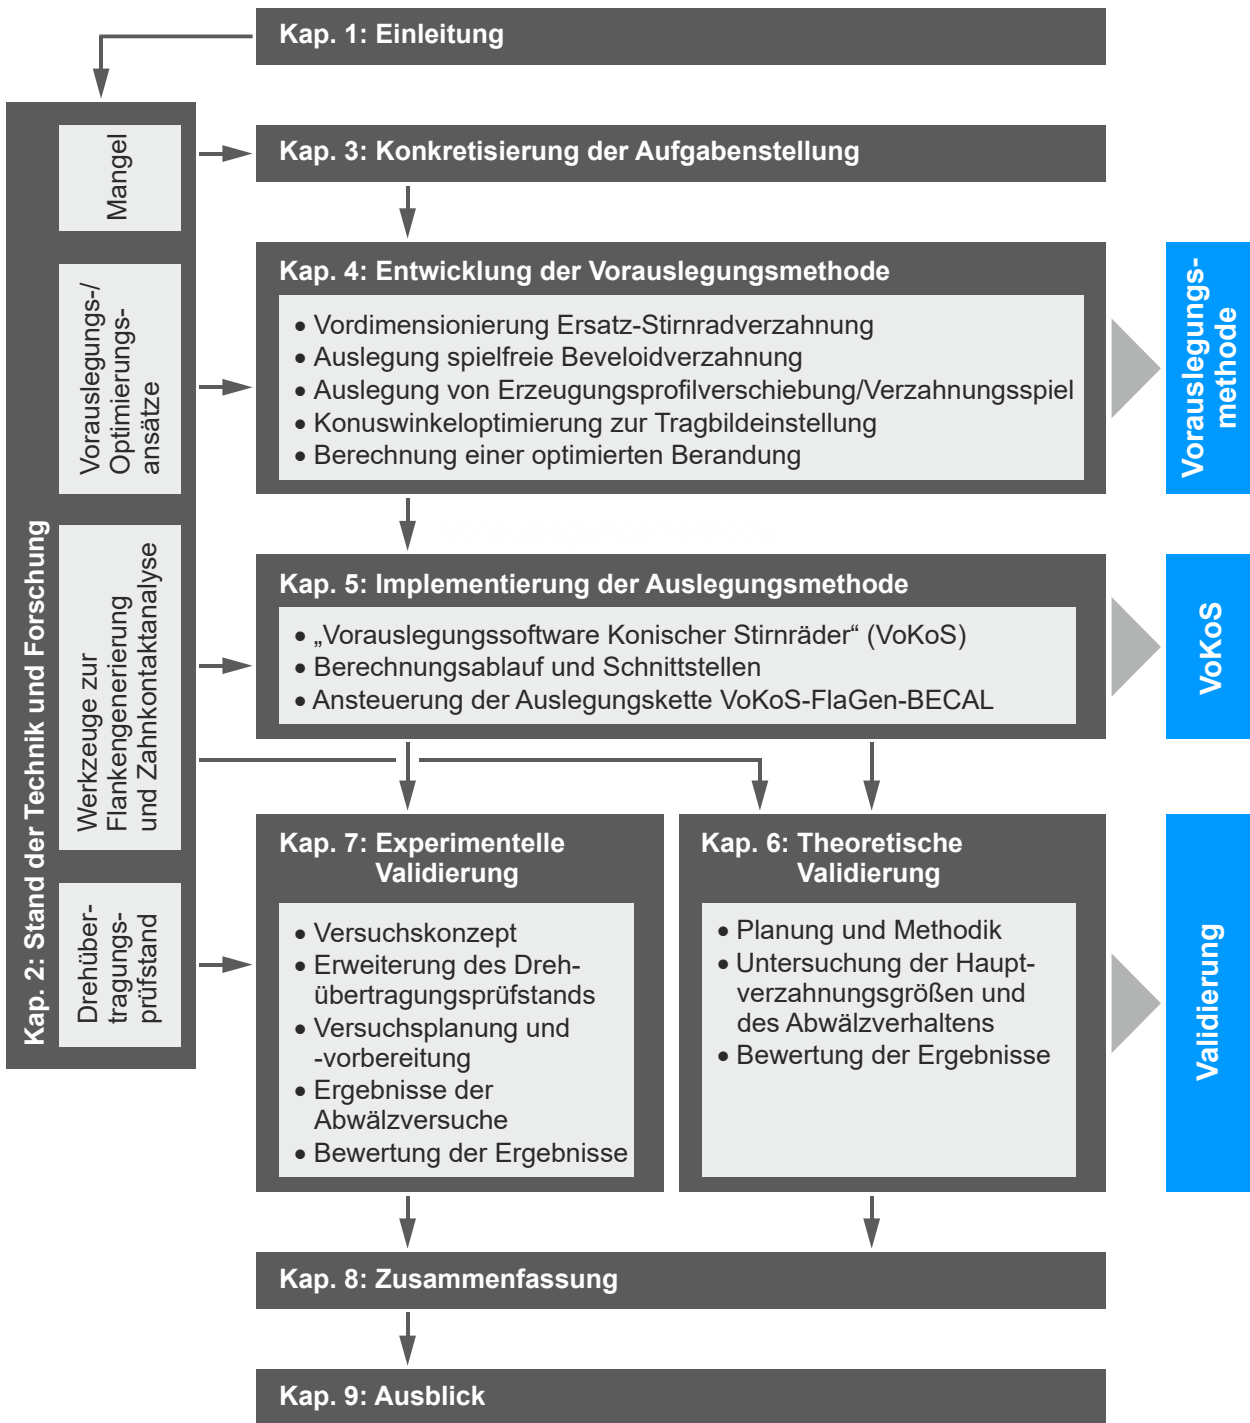 Kap. 1: Einleitung
Kap. 2: Stand der Technik und Forschung
Mangel
Vorauslegungs-/
Optimierungs-
ansätze
Werkzeuge zur
Flankengenerierung
und Zahnkontaktanalyse
Drehüber-
tragungs-
prüfstand
Kap. 3: Konkretisierung der Aufgabenstellung
Kap. 4: Entwicklung der Vorauslegungsmethode
• Vordimensionierung Ersatz-Stirnradverzahnung
• Auslegung spielfreie Beveloidverzahnung
• Auslegung von Erzeugungsprofilverschiebung/Verzahnungsspiel
• Konuswinkeloptimierung zur Tragbildeinstellung
• Berechnung einer optimierten Berandung
Vorauslegungs-
methode
Kap. 5: Implementierung der Auslegungsmethode
• „Vorauslegungssoftware Konischer Stirnräder“ (VoKoS)
• Berechnungsablauf und Schnittstellen
• Ansteuerung der Auslegungskette VoKoS-FlaGen-BECAL
VoKoS
Kap. 7: Experimentelle
Validierung
• Versuchskonzept
• Erweiterung des Dreh-
übertragungsprüfstands
• Versuchsplanung und
-vorbereitung
• Ergebnisse der
Abwälzversuche
• Bewertung der Ergebnisse
Kap. 6: Theoretische
Validierung
• Planung und Methodik
• Untersuchung der Haupt-
verzahnungsgrößen und
des Abwälzverhaltens
• Bewertung der Ergebnisse
Validierung
Kap. 8: Zusammenfassung
Kap. 9: Ausblick